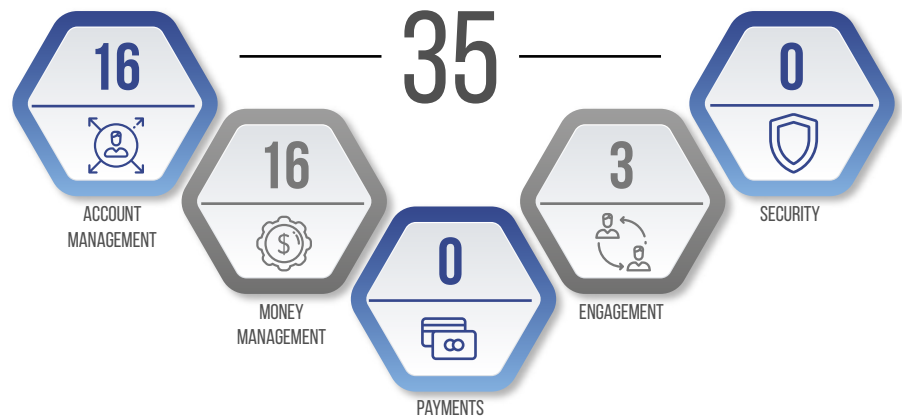 35
16
ACCOUNT
MANAGEMENT
16
$
MONEY
MANAGEMENT
0
PAYMENTS
3
ENGAGEMENT
0
SECURITY